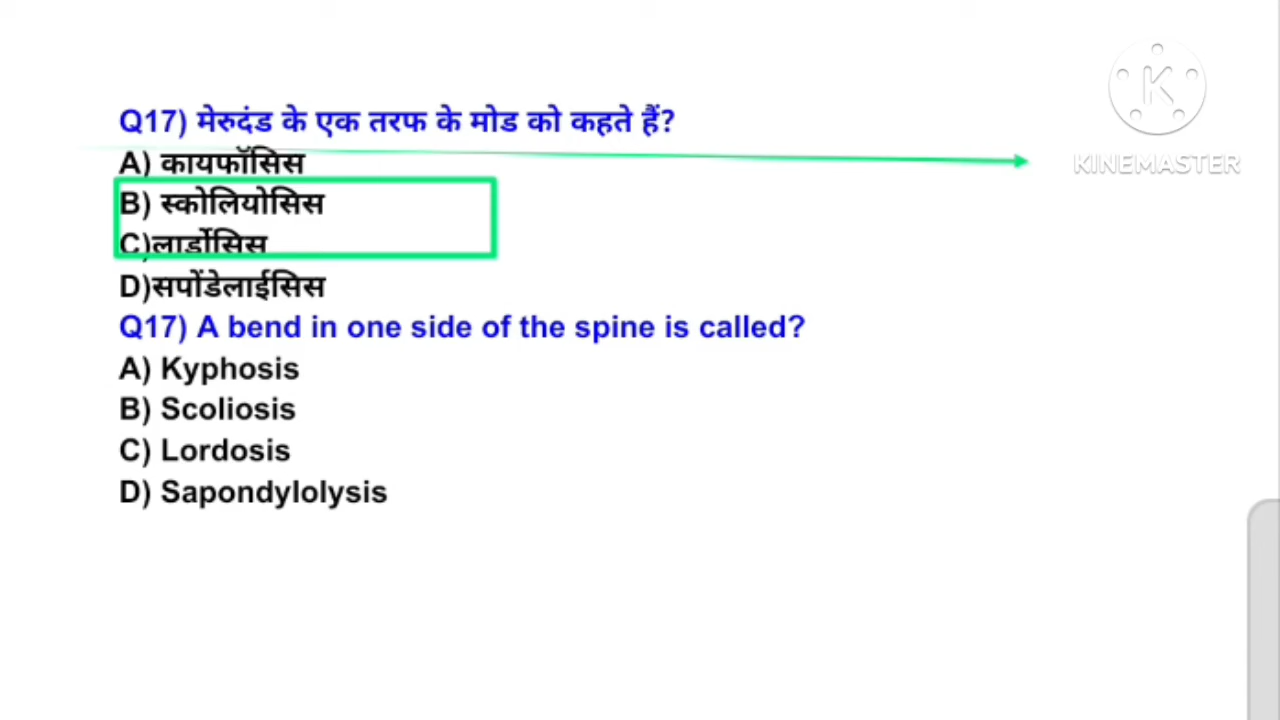 Q17) मेरुदंड के एक तरफ के मोड को कहते हैं?
A) कायफॉसिस
B) स्कोलियोसिस
C)लार्डोसिस
D)सपोंडेलाईसिस
Q17) A bend in one side of the spine is called?
A) Kyphosis
B) Scoliosis
C) Lordosis
D) Sapondylolysis
K
KINEMASTER